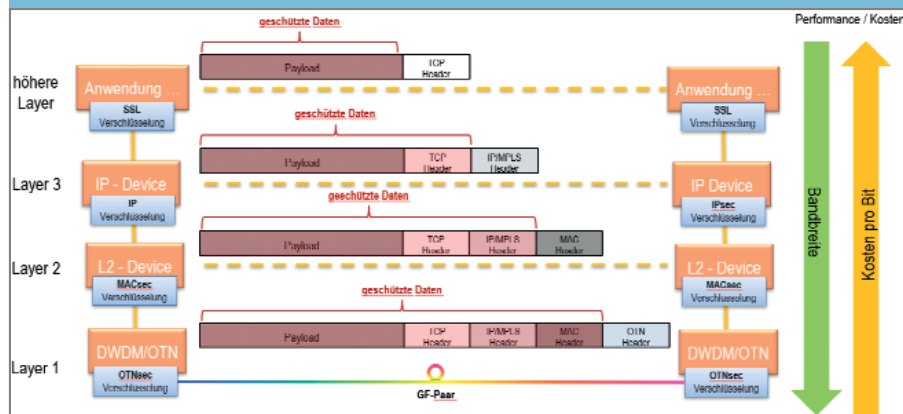 Performance / Kosten
geschützte Daten
Payload
TCP Header
höhere Layer
Anwendung ...
SSL Verschlüsselung
Anwendung ...
SSL Verschlüsselung
geschützte Daten
Payload
TCP Header
IP/MPLS Header
Layer 3
IP - Device
IP Verschlüsselung
IP Device
IPsec Verschlüsselung
geschützte Daten
Payload
TCP Header
IP/MPLS Header
MAC Header
Layer 2
L2 - Device
MACsec Verschlüsselung
L2 - Device
MACsec Verschlüsselung
geschützte Daten
Payload
TCP Header
IP/MPLS Header
MAC Header
OTN Header
Layer 1
DWDM/OTN
OTNsec Verschlüsselung
GF-Paar
DWDM/OTN
OTNsec Verschlüsselung
Bandbreite
Kosten pro Bit